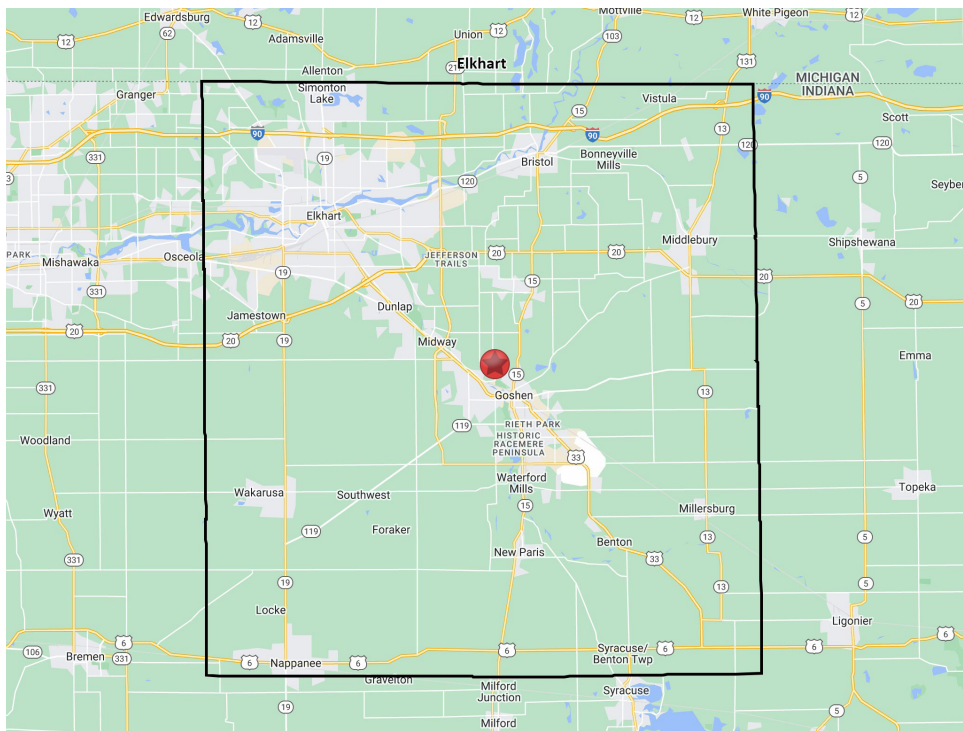 Edwardsburg
Mottville
White Pigeon
12
12
12
62
Adamsville
Union
103
12
Elkhart
217
131
Allenton
Simonton
Lake
MICHIGAN
INDIANA
Granger
90
Vistula
15
Scott
90
90
13
331
19
120
120
Bristol
Bonneyville
Mills
5
120
Elkhart
PARK
Mishawaka
Osceola
JEFFERSON
TRAILS
20
20
Middlebury
Shipshewana
331
19
15
20
5
20
Jamestown
Dunlap
20
20
19
Midway
Emma
15
331
13
Goshen
119
RIETH PARK
HISTORIC
RACEMERE
PENINSULA
Woodland
33
Waterford
Mills
Wakarusa
Southwest
15
Millersburg
Topeka
Wyatt
119
Foraker
13
5
331
New Paris
Benton
33
19
13
5
Locke
Ligonier
6
106
Bremen
331
6
Nappanee
6
6
Syracuse/
Benton Twp
6
6
6
Gravelton
Milford
Junction
Syracuse
19
5
Milford